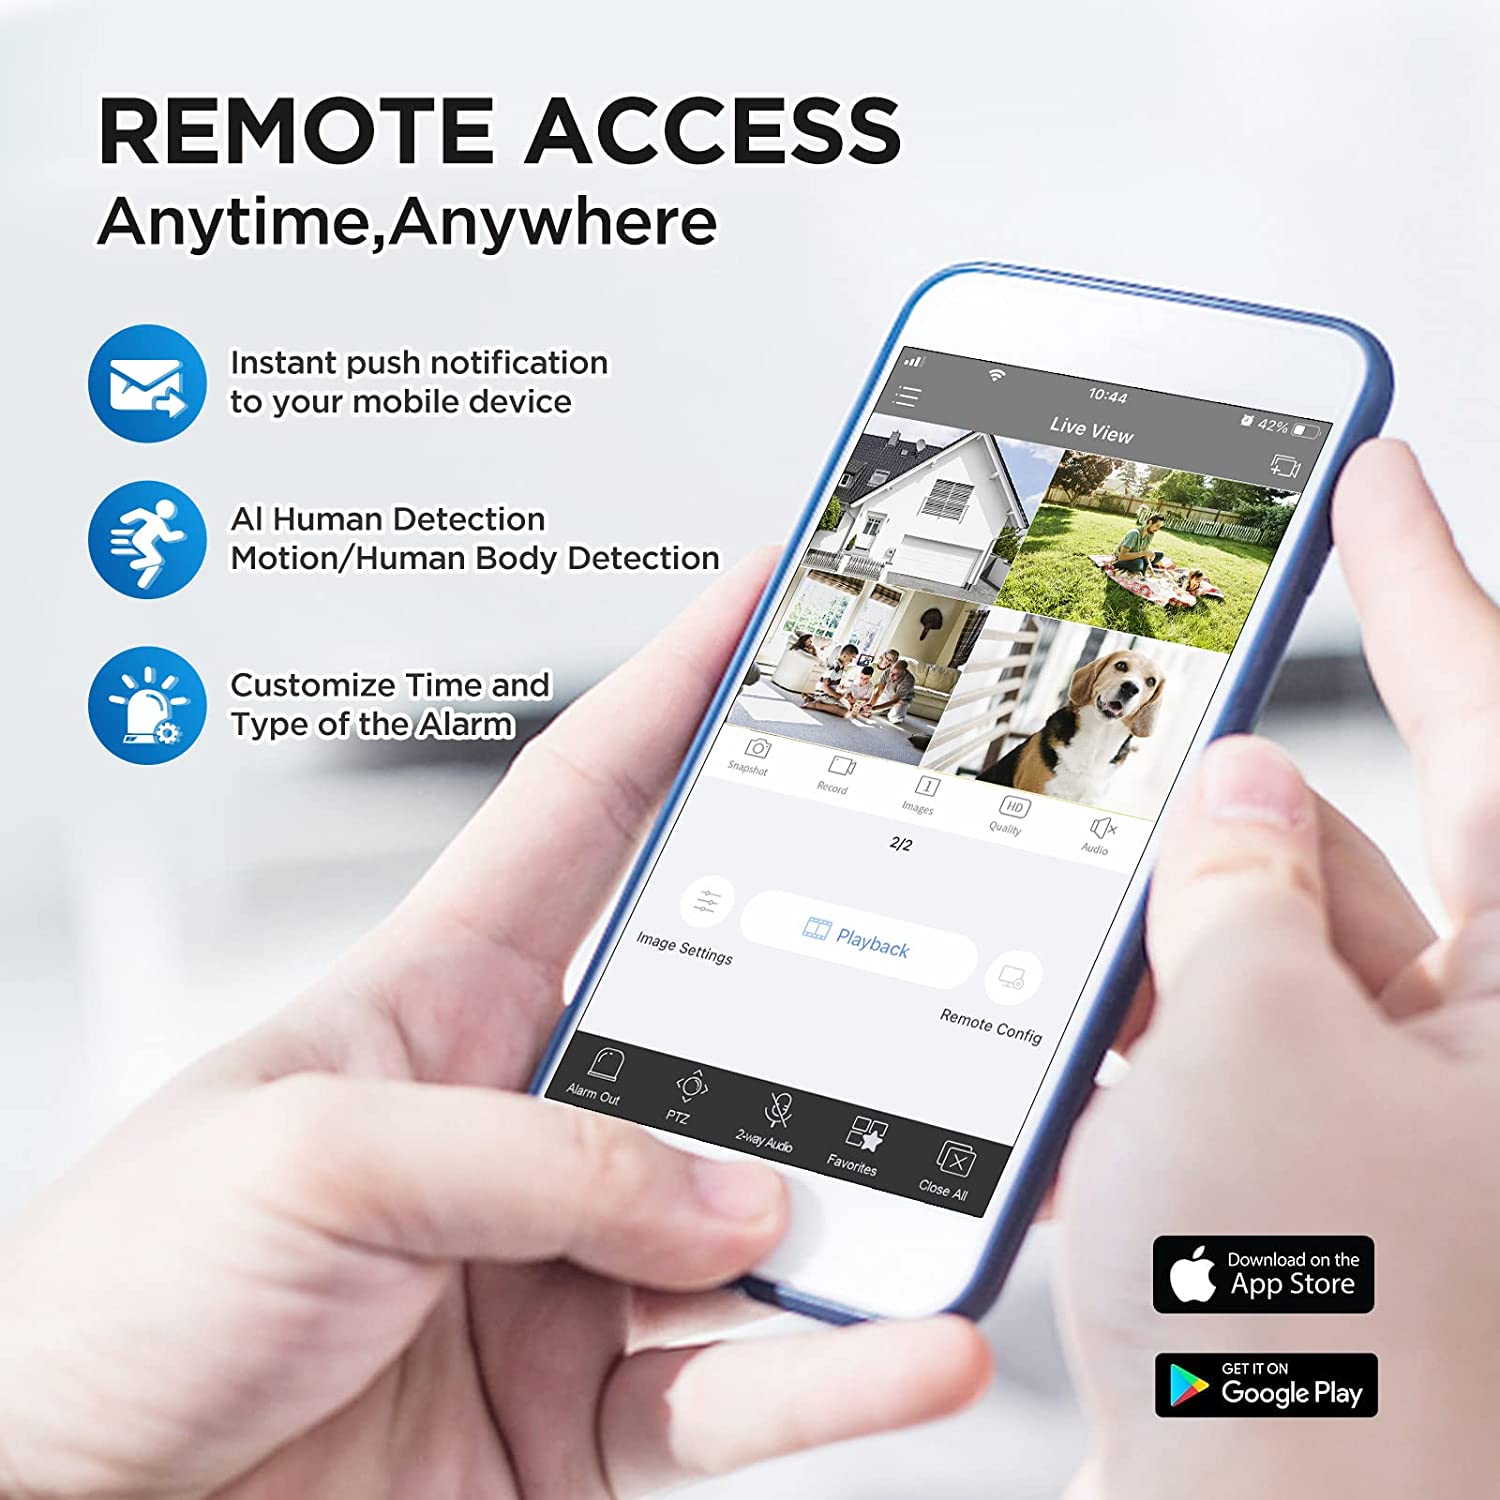 REMOTE ACCESS
Anytime,Anywhere
Instant push notification
to your mobile device
AI Human Detection
Motion/Human Body Detection
Customize Time and
Type of the Alarm
10:44
42%
Live View
Snapshot
Record
1
Images
HD
Quality
Audio
2/2
Image Settings
Playback
Remote Config
Alarm Out
PTZ
2-way Audio
Favorites
Close All
Download on the
App Store
GET IT ON
Google Play